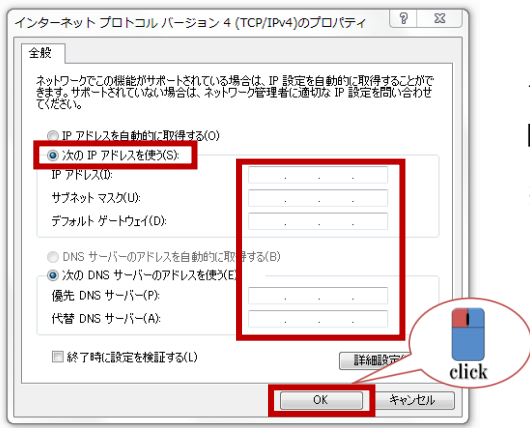 インターネット プロトコル バージョン 4 (TCP/IPv4)のプロパティ
全般
ネットワークでこの機能がサポートされている場合は、IP 設定を自動的に取得することがで
きます。サポートされていない場合は、ネットワーク管理者に適切な IP 設定を問い合わせ
てください。
IP アドレスを自動的に取得する(O)
次の IP アドレスを使う(S):
IP アドレス(I):
サブネット マスク(U):
デフォルト ゲートウェイ(D):
DNS サーバーのアドレスを自動的に取得する(B)
次の DNS サーバーのアドレスを使う(E
優先 DNS サーバー(P):
代替 DNS サーバー(A):
終了時に設定を検証する(L)
詳細設定
click
OK
キャンセル